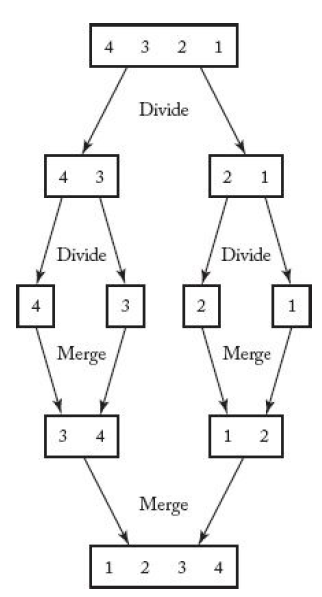 4 3 2 1
Divide
4 3 2 1
Divide Divide
4 3 2 1
Merge Merge
3 4 1 2
Merge
1 2 3 4